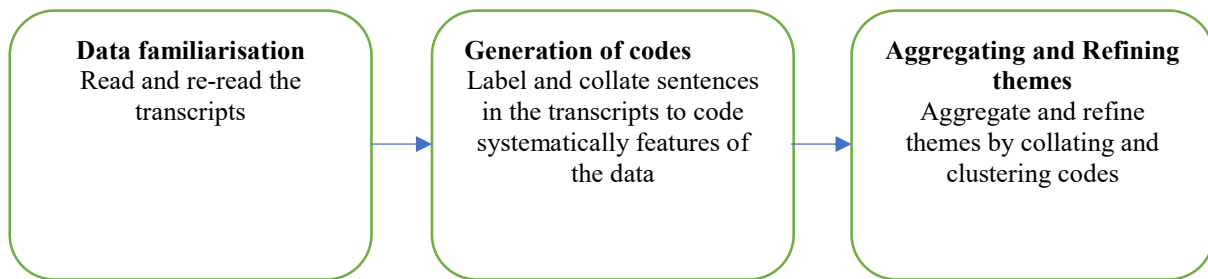 Data familiarisation
Read and re-read the
transcripts
Generation of codes
Label and collate sentences
in the transcripts to code
systematically features of
the data
Aggregating and Refining
themes
Aggregate and refine
themes by collating and
clustering codes